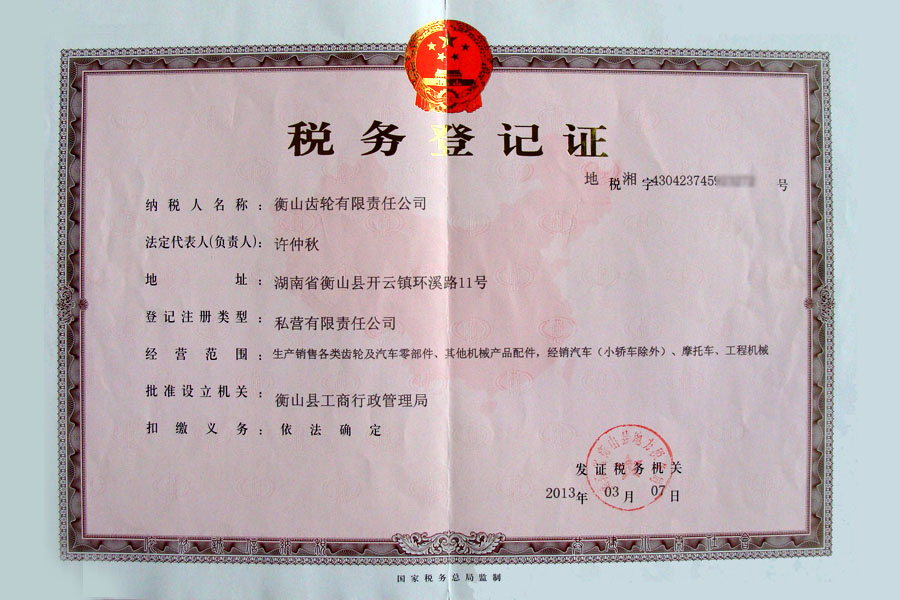 税务登记证
地税湘字430423745 号
纳税人名称：衡山齿轮有限责任公司
法定代表人(负责人)：许仲秋
地址：湖南省衡山县开云镇环溪路11号
登记注册类型：私营有限责任公司
经营范围：生产销售各类齿轮及汽车零部件、其他机械产品配件，经销汽车（小轿车除外）、摩托车、工程机械
批准设立机关：衡山县工商行政管理局
扣缴义务：依法确定
发证税务机关
2013年03月07日
国家税务总局监制